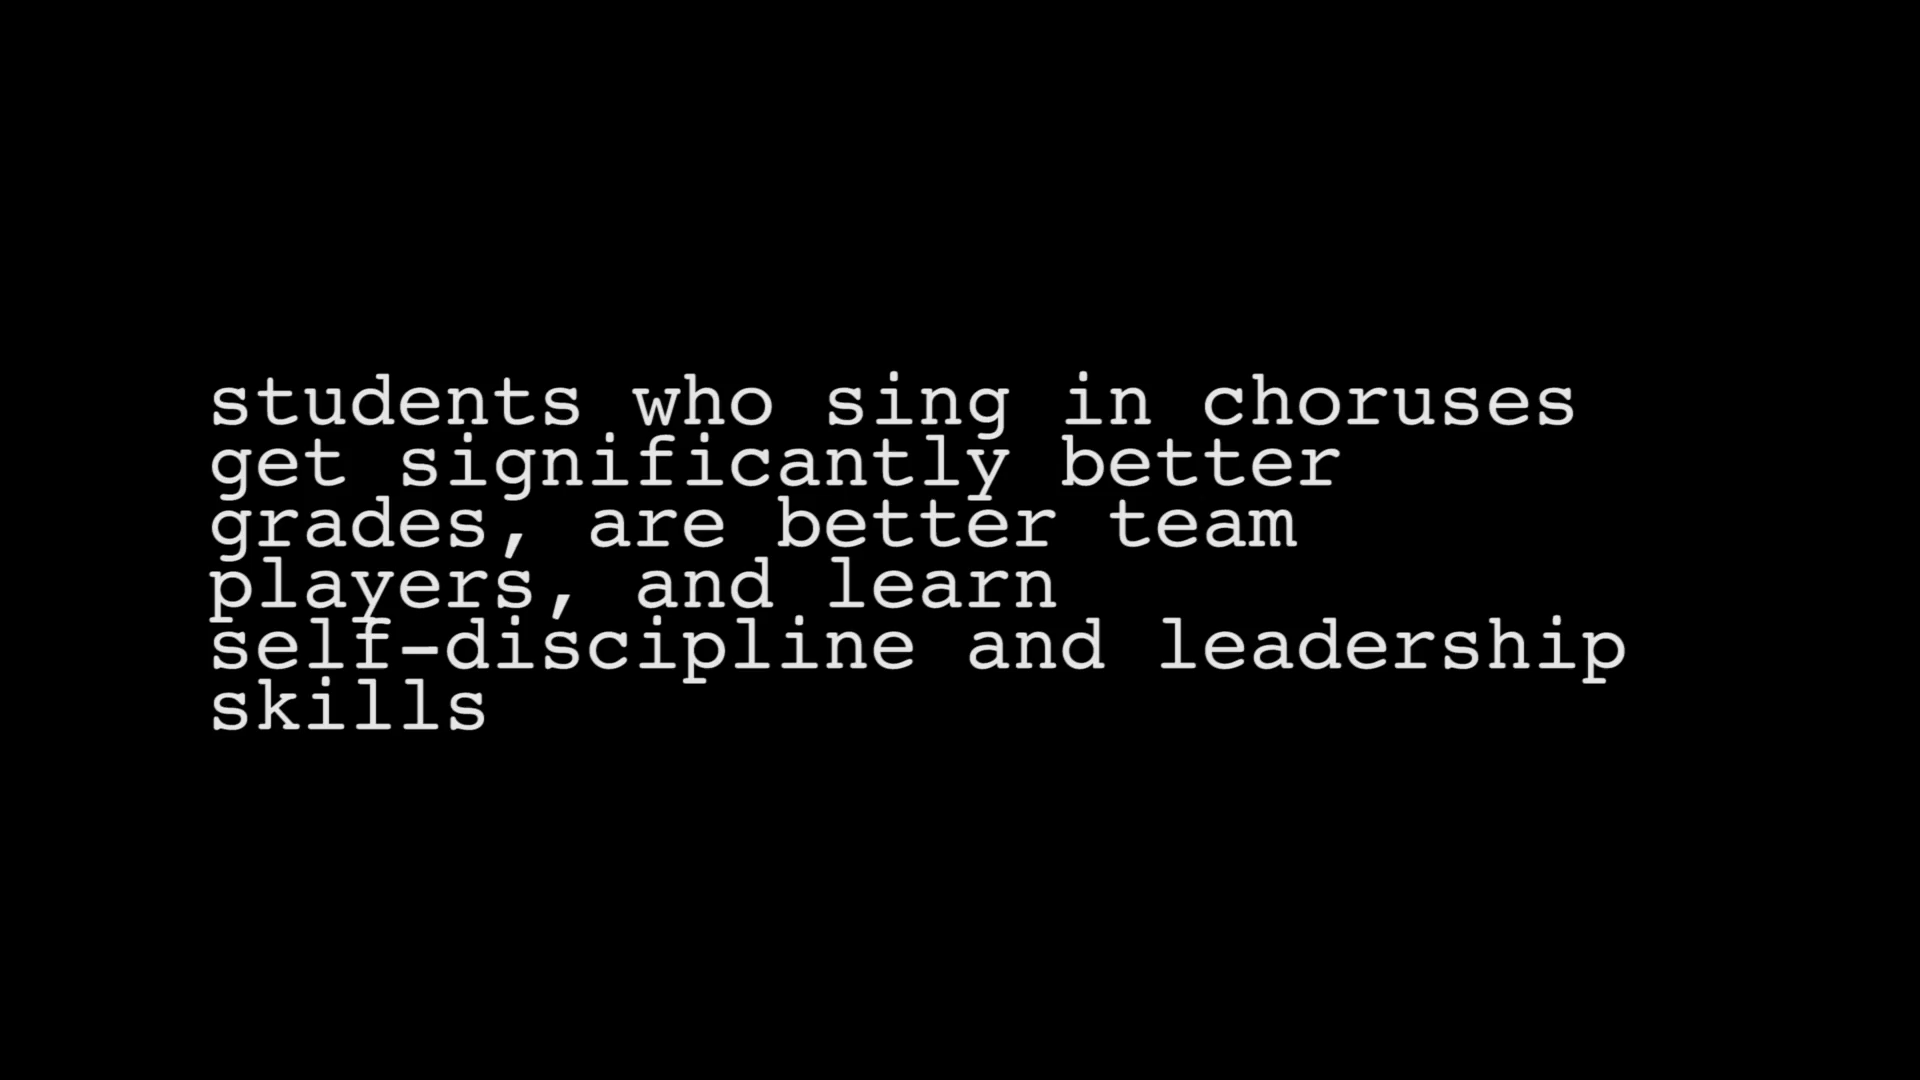 students who sing in choruses
get significantly better
grades, are better team
players, and learn
self-discipline and leadership
skills